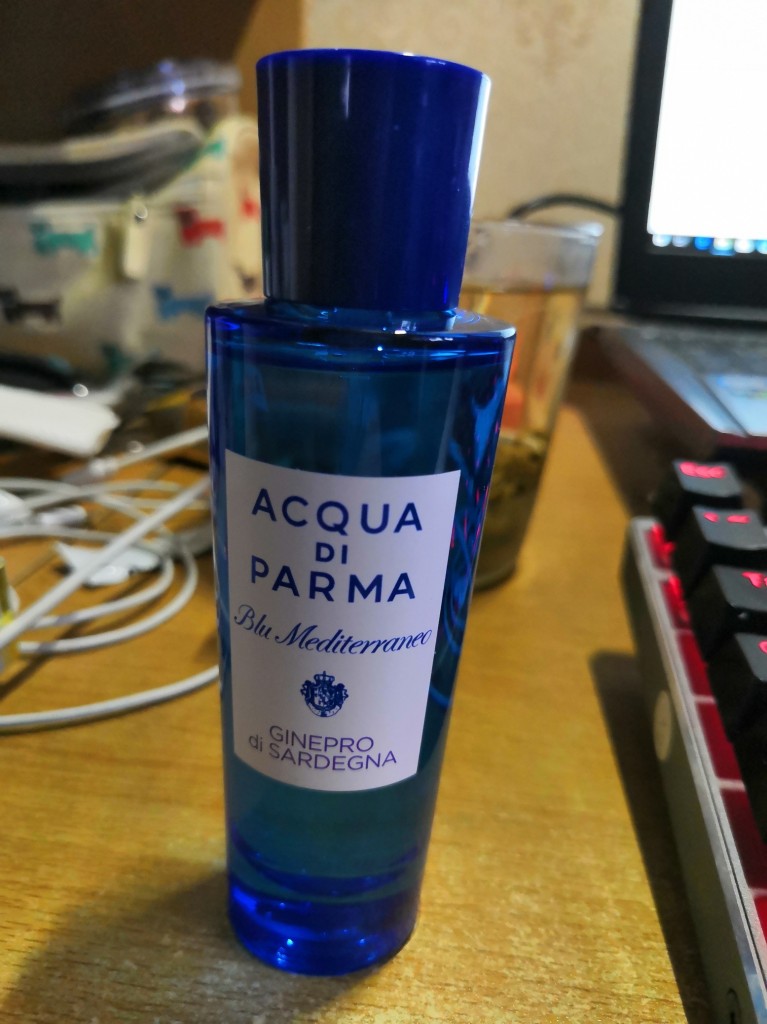 ACQUA
DI
PARMA
Blu Mediterraneo
GINEPRO
di SARDEGNA